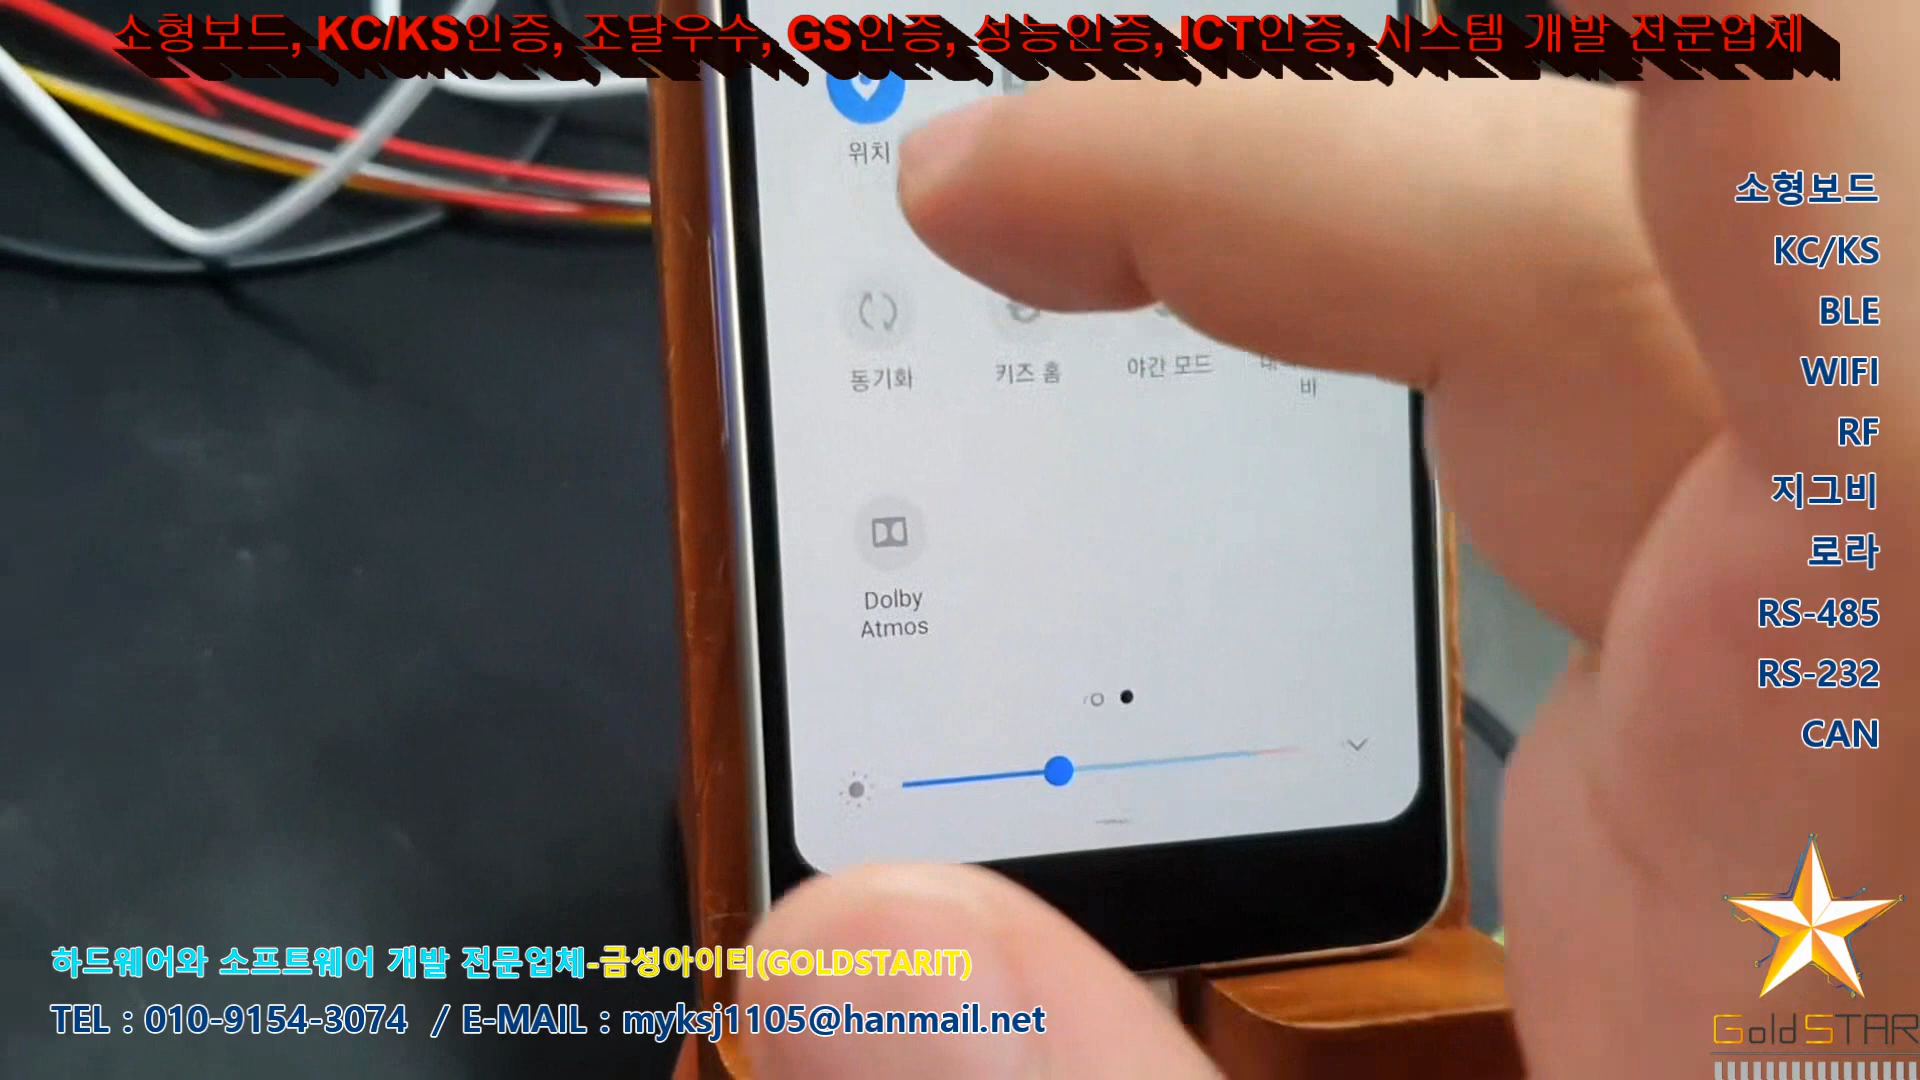 소형보드, KC/KS인증, 조달우수, GS인증, 성능인증, ICT인증, 시스템 개발 전문업체
위치
동기화
키즈 홈
야간 모드
비
Dolby
Atmos
소형보드
KC/KS
BLE
WIFI
RF
지그비
로라
RS-485
RS-232
CAN
하드웨어와 소프트웨어 개발 전문업체-금성아이티(GOLDSTARIT)
TEL : 010-9154-3074 / E-MAIL : myksj1105@hanmail.net
GoldSTAR